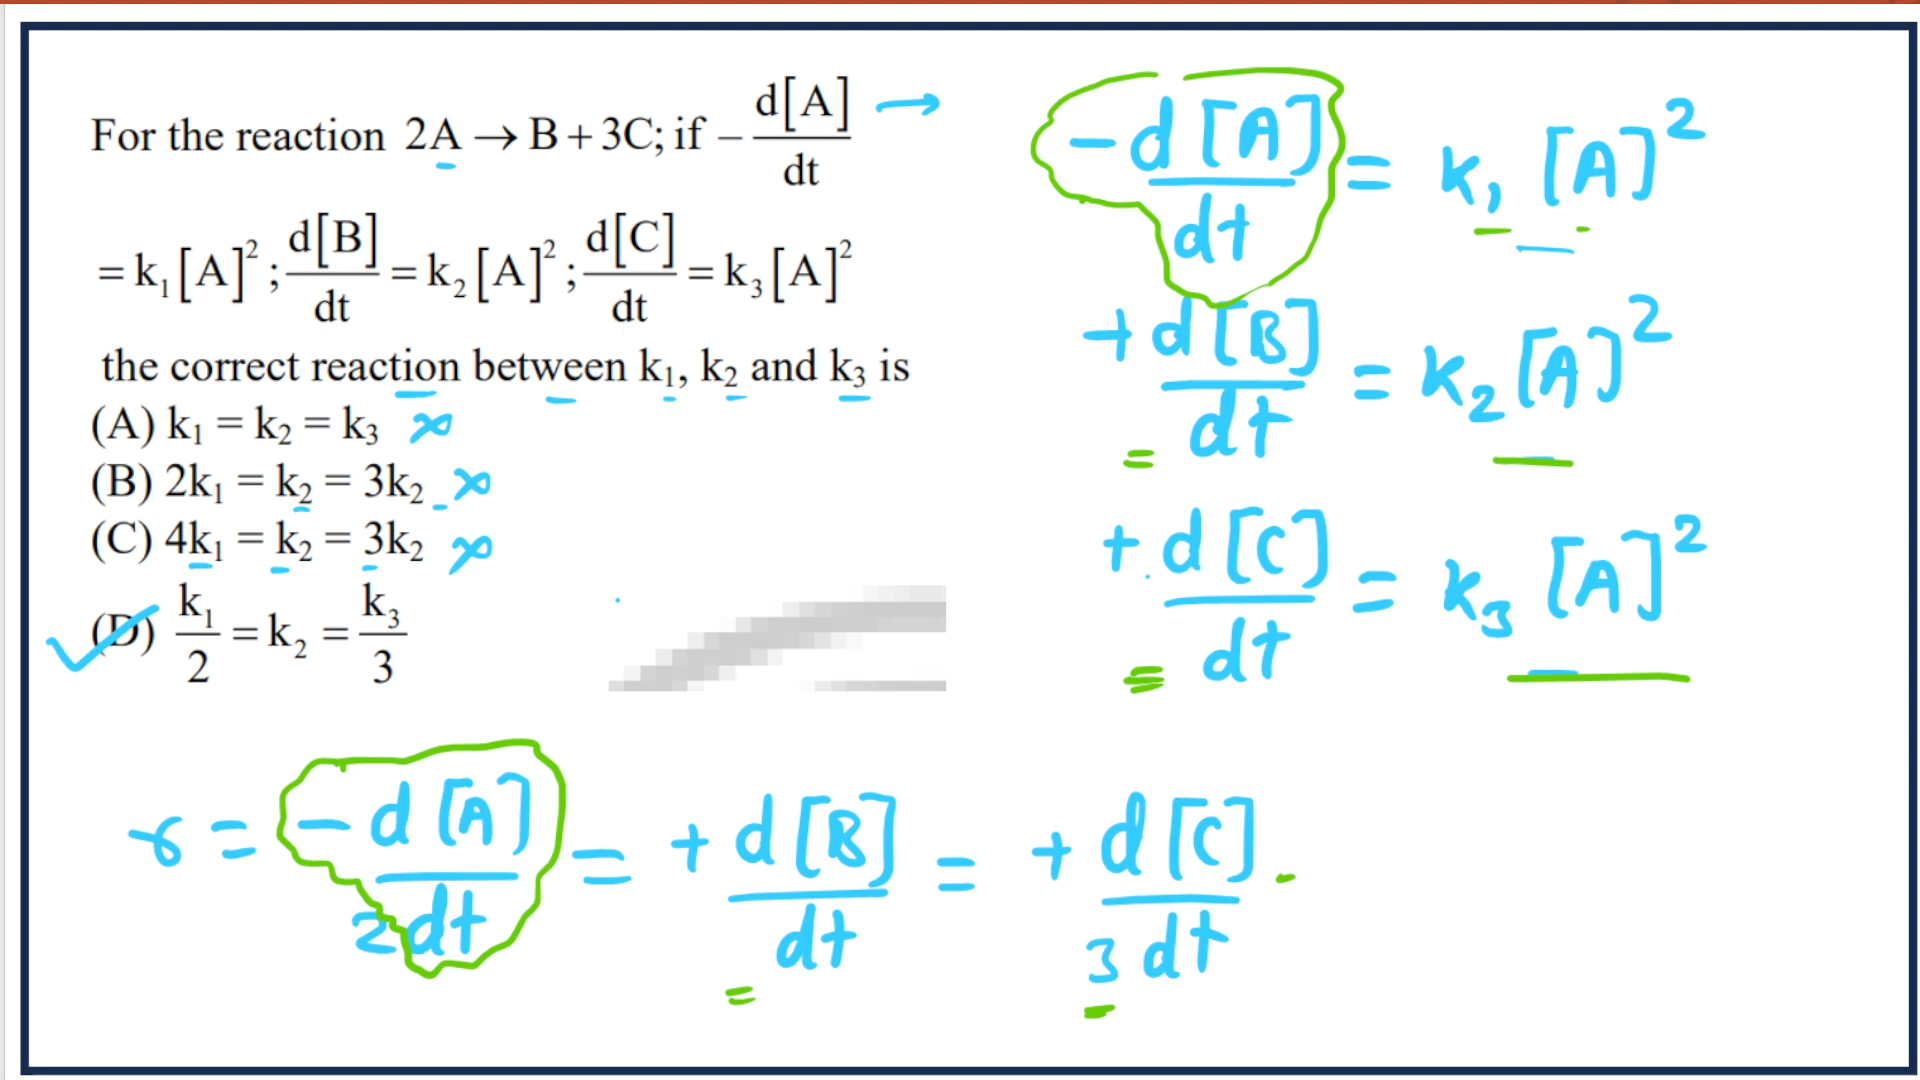 For the reaction 2A → B + 3C; if − d[A]/dt
= k₁[A]²; d[B]/dt = k₂[A]²; d[C]/dt = k₃[A]²
the correct reaction between k₁, k₂ and k₃ is
(A) k₁ = k₂ = k₃
(B) 2k₁ = k₂ = 3k₂
(C) 4k₁ = k₂ = 3k₂
(D) k₁/2 = k₂ = k₃/3
→ −d[A]/dt = k₁[A]²
+d[B]/dt = k₂[A]²
+d[C]/dt = k₃[A]²
r = −d[A]/2dt = +d[B]/dt = +d[C]/3dt